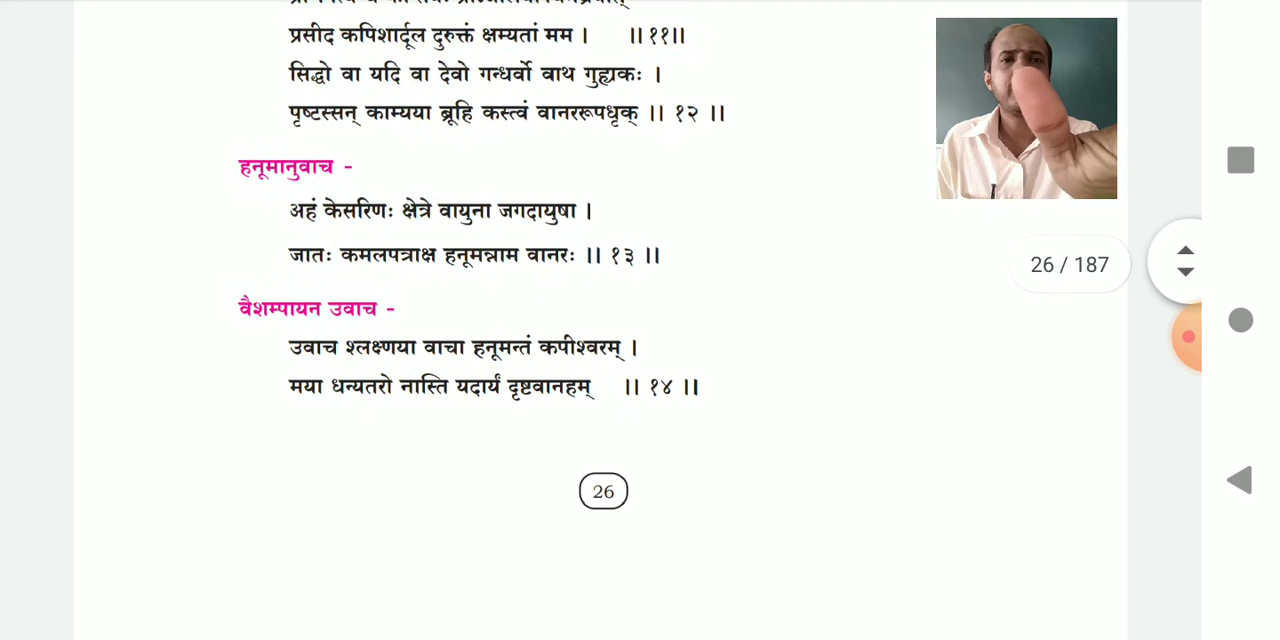 प्रसीद कपिशार्दूल दुरुक्तं क्षम्यतां मम । ।।११।।
सिद्धो वा यदि वा देवो गन्धर्वो वाथ गुह्यकः ।
पृष्टस्सन् काम्यया ब्रूहि कस्त्वं वानररूपधृक् ।। १२ ।।
हनूमानुवाच -
अहं केसरिणः क्षेत्रे वायुना जगदायुषा ।
जातः कमलपत्राक्ष हनूमन्नाम वानरः ।। १३ ।।
26 / 187
वैशम्पायन उवाच -
उवाच श्लक्ष्णया वाचा हनूमन्तं कपीश्वरम् ।
मया धन्यतरो नास्ति यदार्यं दृष्टवानहम् ।। १४ ।।
26